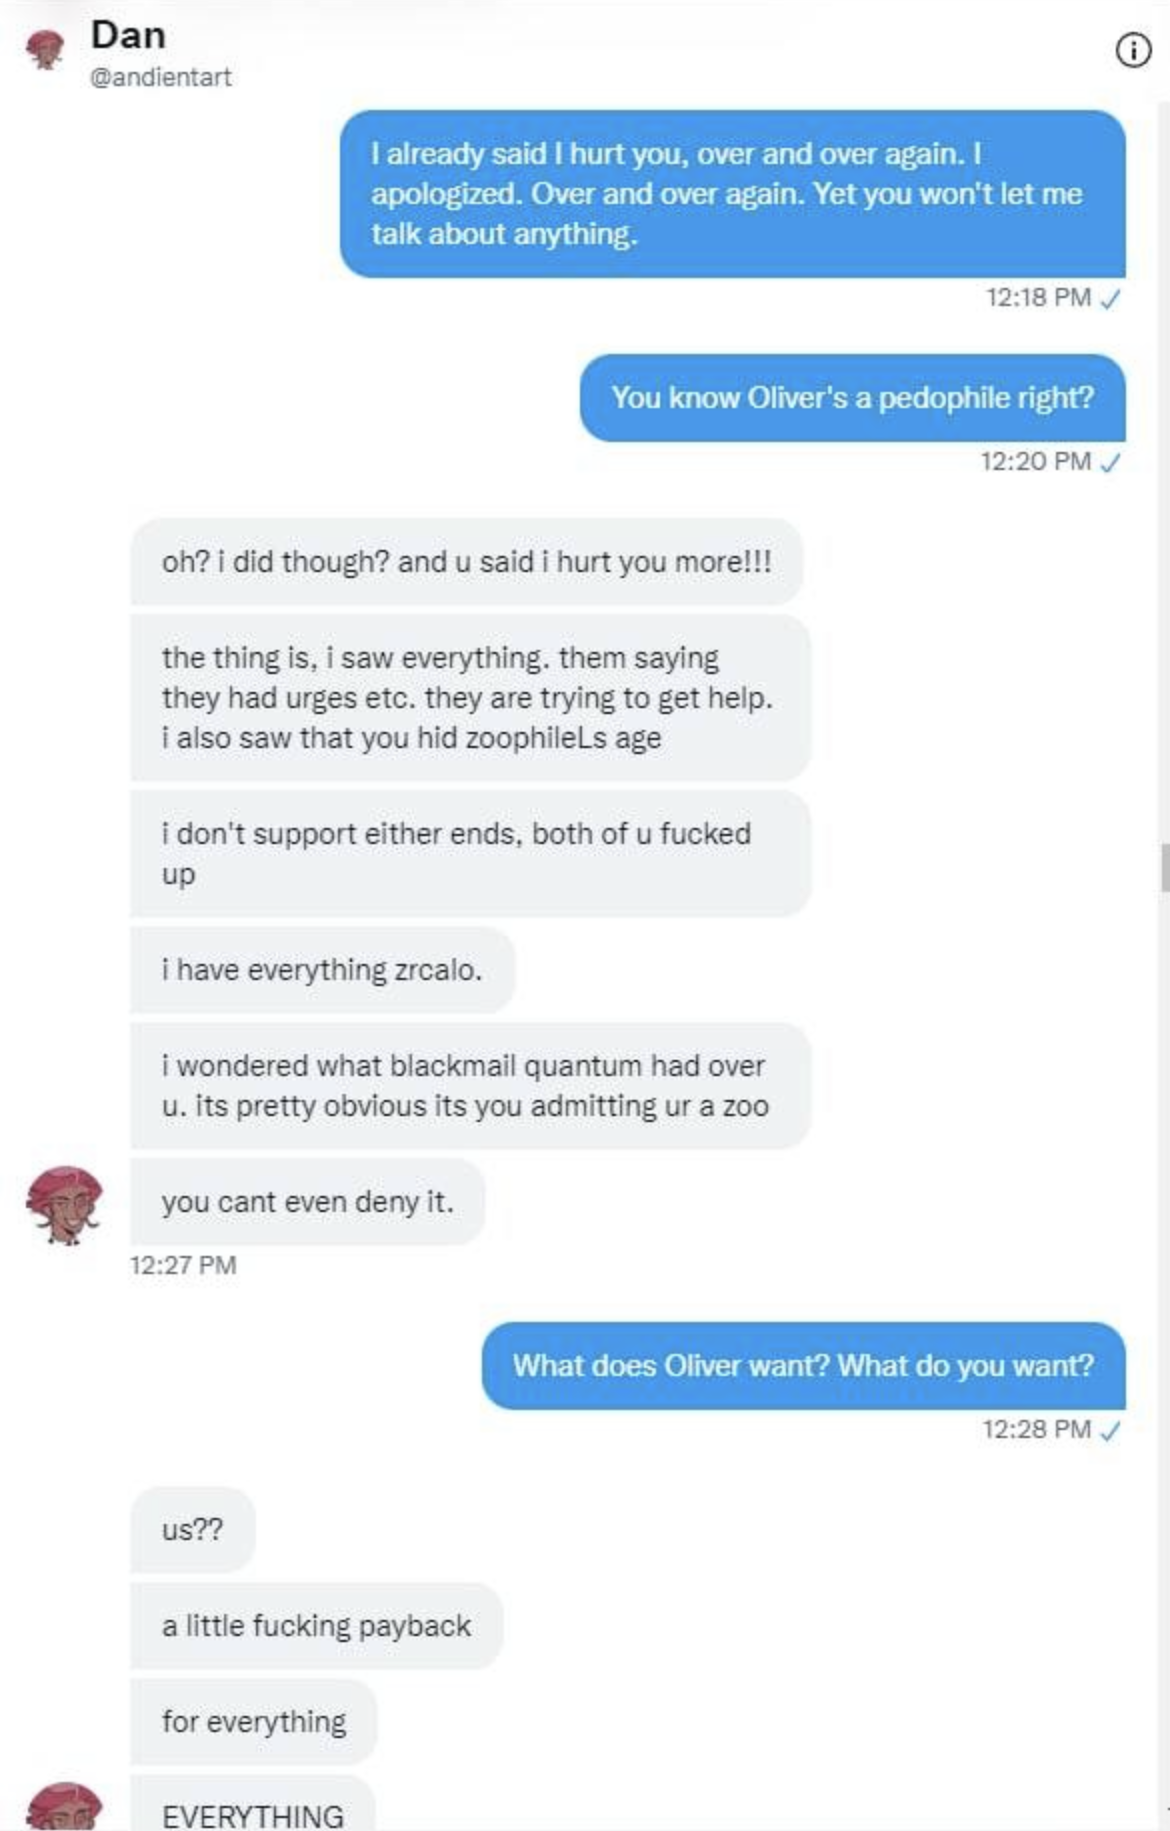 Dan
@andientart
I already said I hurt you, over and over again. I
apologized. Over and over again. Yet you won't let me
talk about anything.
12:18 PM
You know Oliver's a pedophile right?
12:20 PM
oh? i did though? and u said i hurt you more!!!
the thing is, i saw everything. them saying
they had urges etc. they are trying to get help.
i also saw that you hid zoophileLs age
i don't support either ends, both of u fucked
up
i have everything zrcalo.
i wondered what blackmail quantum had over
u. its pretty obvious its you admitting ur a zoo
you cant even deny it.
12:27 PM
What does Oliver want? What do you want?
12:28 PM
us??
a little fucking payback
for everything
EVERYTHING